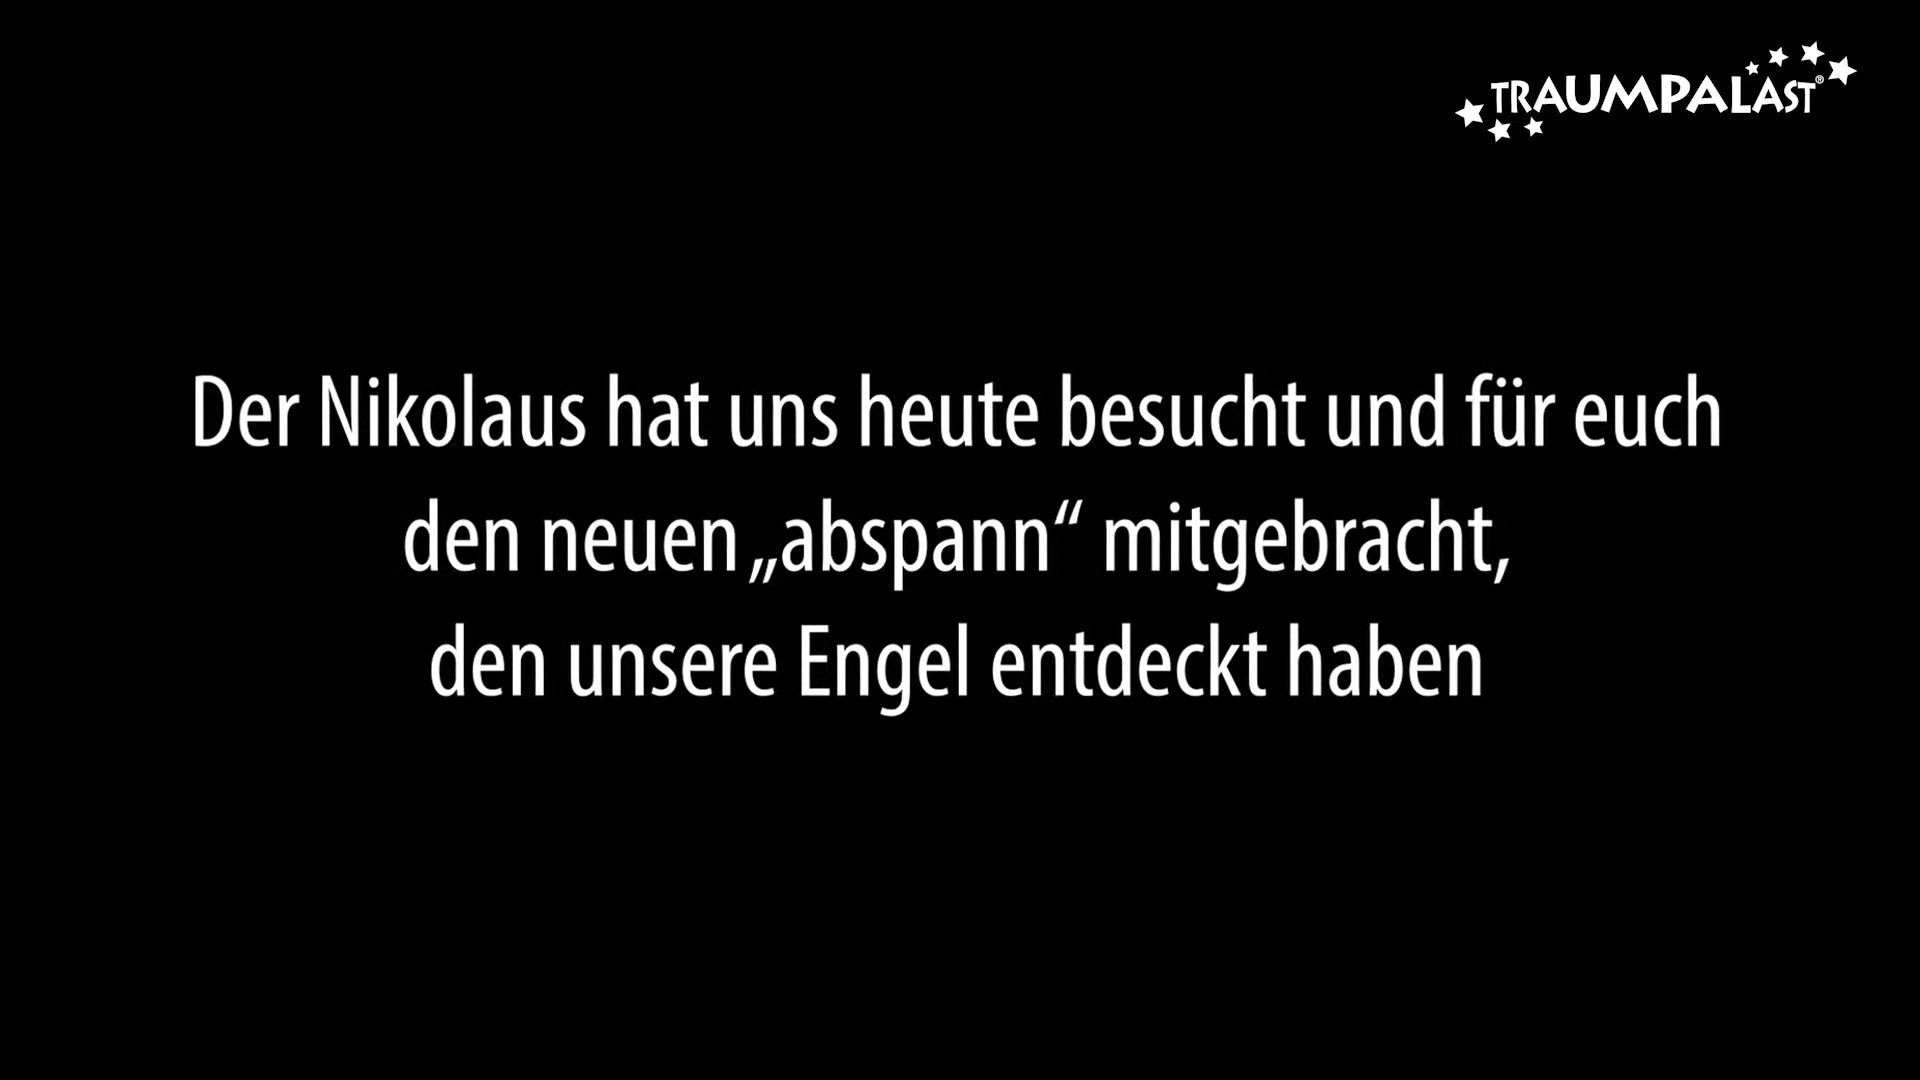 TRAUMPALAST®
Der Nikolaus hat uns heute besucht und für euch
den neuen „abspann“ mitgebracht,
den unsere Engel entdeckt haben